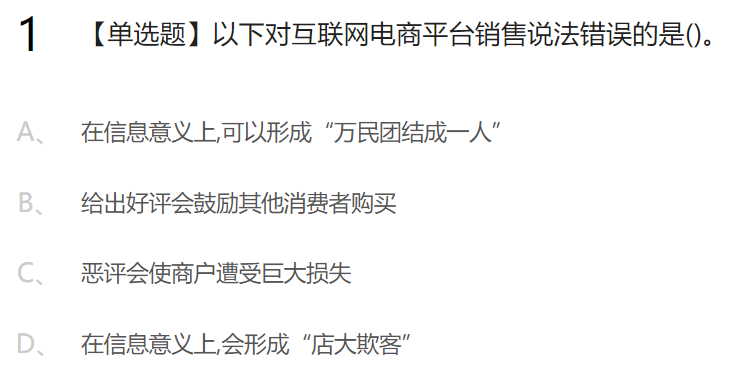 1 【单选题】以下对互联网电商平台销售说法错误的是()。
A、 在信息意义上,可以形成“万民团结成一人”
B、 给出好评会鼓励其他消费者购买
C、 恶评会使商户遭受巨大损失
D、 在信息意义上,会形成“店大欺客”